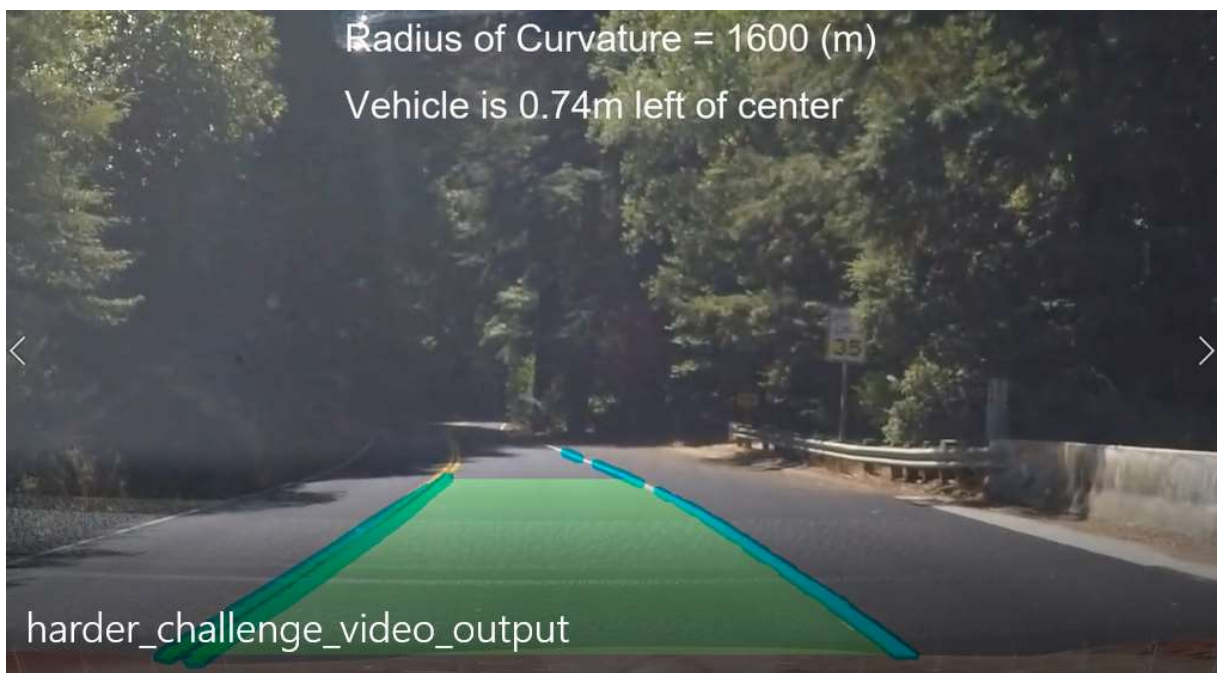 Radius of Curvature = 1600 (m)
Vehicle is 0.74m left of center
35
harder_challenge_video_output